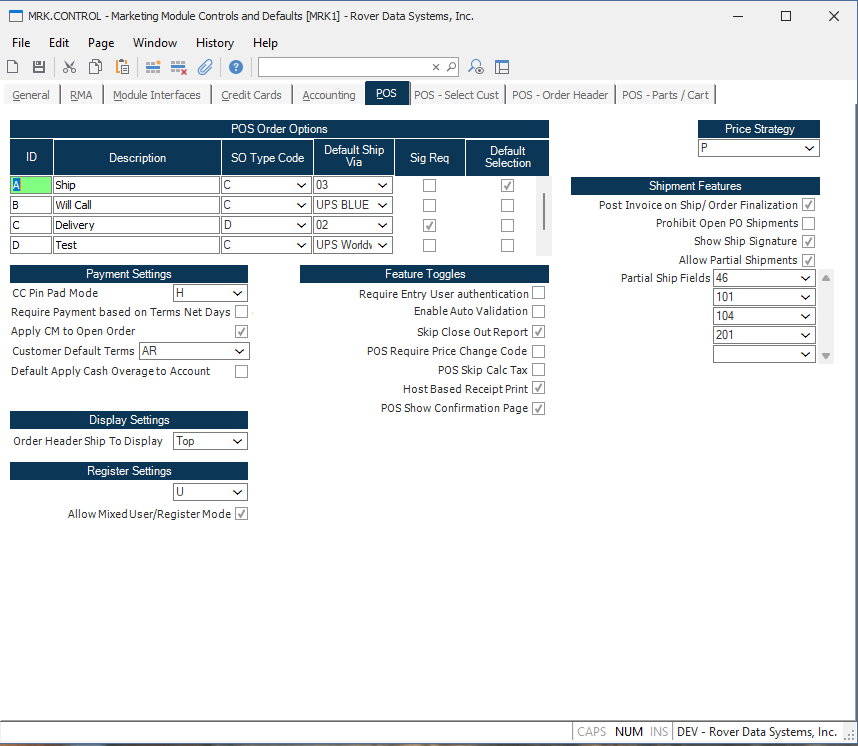 MRK.CONTROL - Marketing Module Controls and Defaults [MRK1] - Rover Data Systems, Inc.
File Edit Page Window History Help
General RMA Module Interfaces Credit Cards Accounting POS POS - Select Cust POS - Order Header POS - Parts / Cart
POS Order Options
ID Description SO Type Code Default Ship Via Sig Req Default Selection
A Ship C 03
B Will Call C UPS BLUE
C Delivery D 02
D Test C UPS Worldw
Price Strategy
P
Shipment Features
Post Invoice on Ship/ Order Finalization
Prohibit Open PO Shipments
Show Ship Signature
Allow Partial Shipments
Partial Ship Fields 46
101
104
201
Payment Settings
CC Pin Pad Mode H
Require Payment based on Terms Net Days
Apply CM to Open Order
Customer Default Terms AR
Default Apply Cash Overage to Account
Feature Toggles
Require Entry User authentication
Enable Auto Validation
Skip Close Out Report
POS Require Price Change Code
POS Skip Calc Tax
Host Based Receipt Print
POS Show Confirmation Page
Display Settings
Order Header Ship To Display Top
Register Settings
U
Allow Mixed User/Register Mode
CAPS NUM INS DEV - Rover Data Systems, Inc.